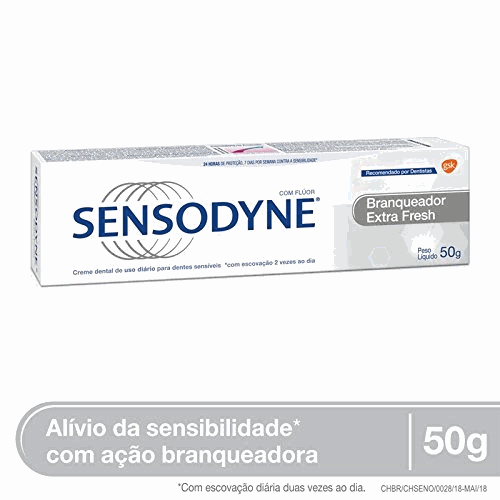 24 HORAS DE PROTEÇÃO, 7 DIAS POR SEMANA CONTRA A SENSIBILIDADE*
gsk
Recomendado por Dentistas
COM FLÚOR
SENSODYNE®
Branqueador
Extra Fresh
Creme dental de uso diário para dentes sensíveis *com escovação 2 vezes ao dia
Peso
Líquido 50g
SENSODYNE
Alívio da sensibilidade*
com ação branqueadora
50g
*Com escovação diária duas vezes ao dia.
CHBR/CHSENO/0028/18-MAI/18